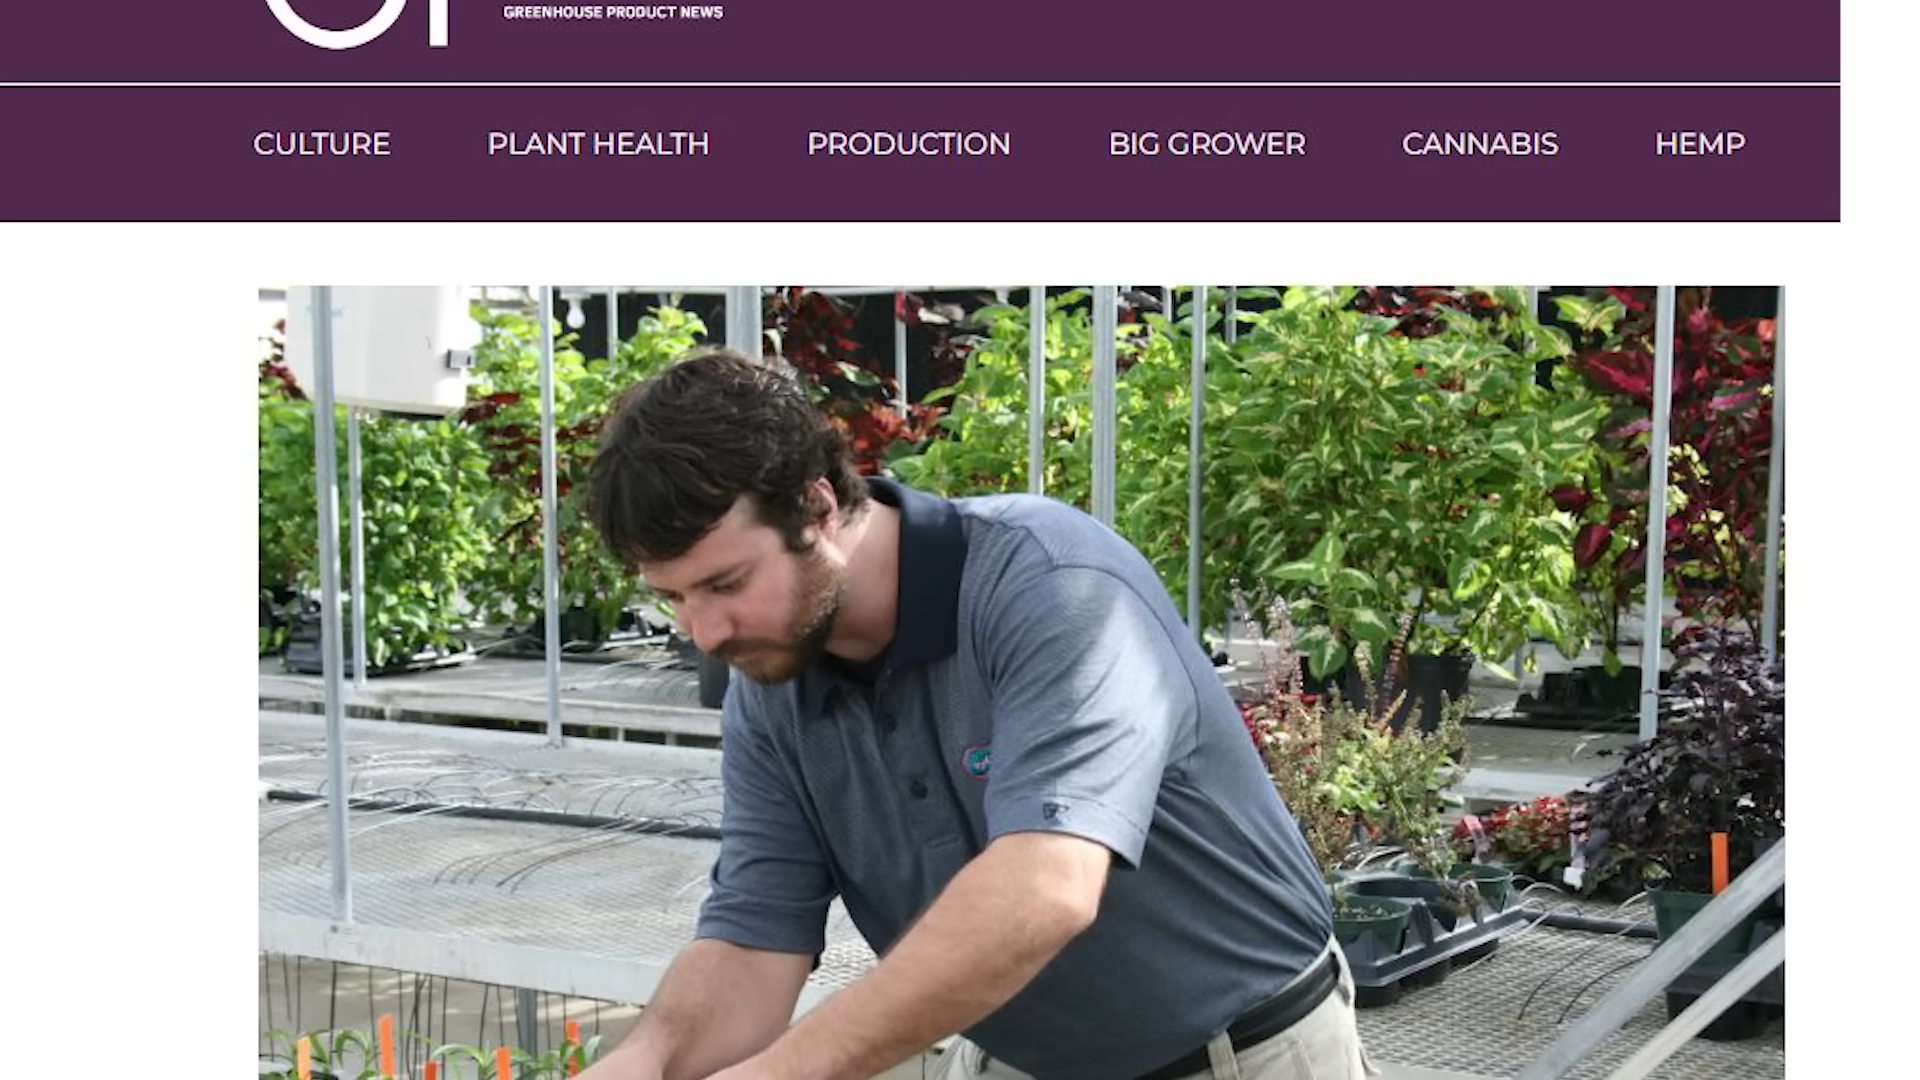 GREENHOUSE PRODUCT NEWS
CULTURE PLANT HEALTH PRODUCTION BIG GROWER CANNABIS HEMP